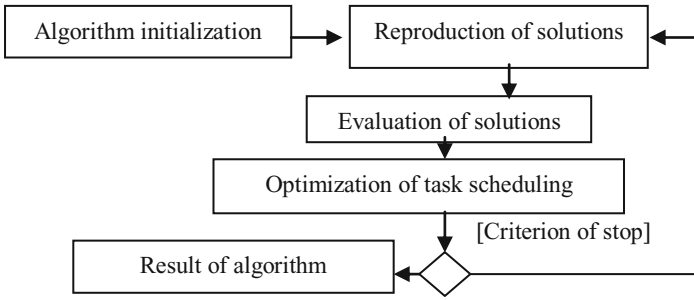 Algorithm initialization
Reproduction of solutions
Evaluation of solutions
Optimization of task scheduling
[Criterion of stop]
Result of algorithm